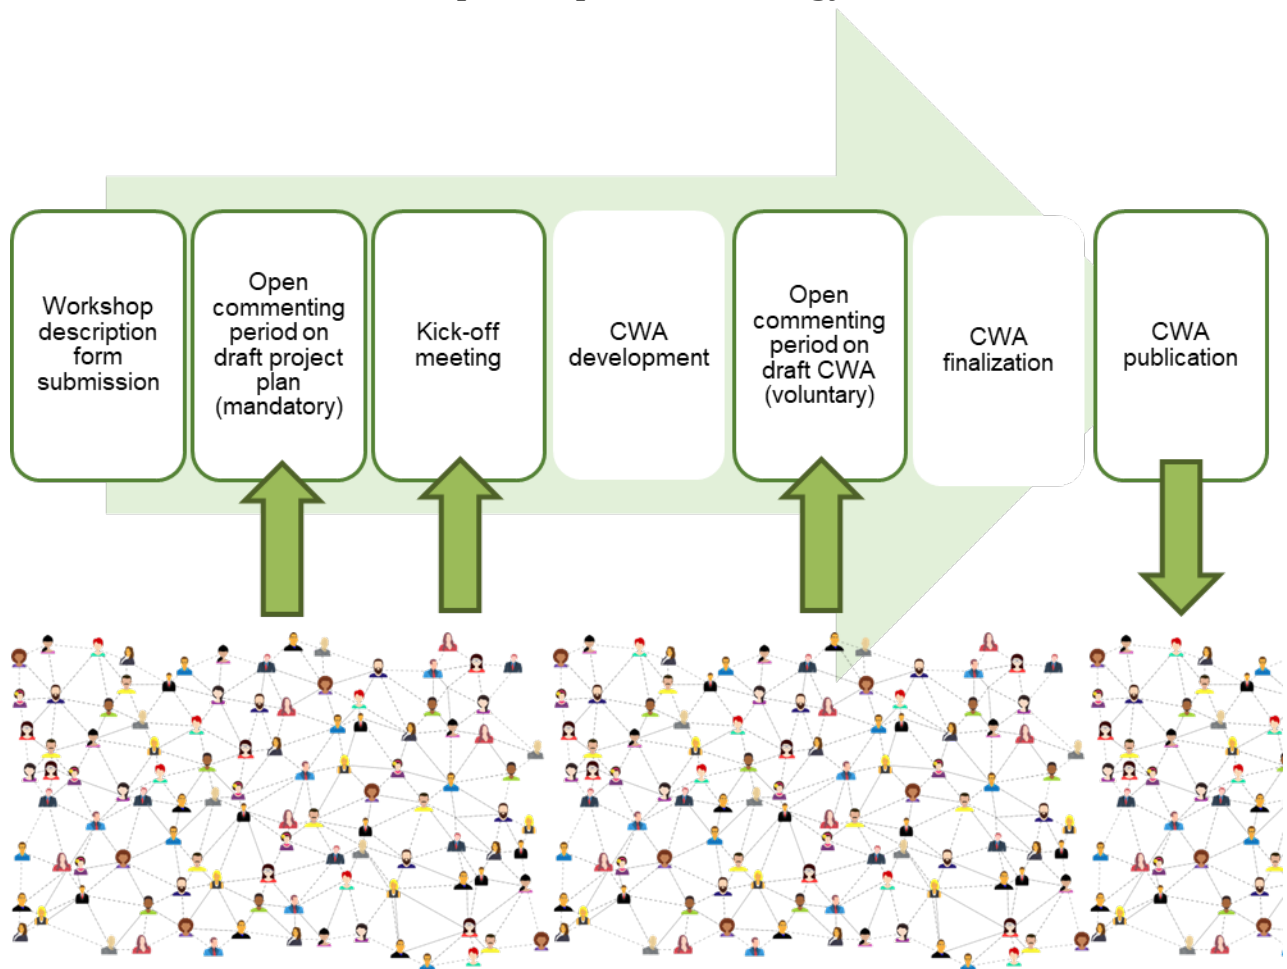 Workshop
description
form
submission
Open
commenting
period on
draft project
plan
(mandatory)
Kick-off
meeting
CWA
development
Open
commenting
period on
draft CWA
(voluntary)
CWA
finalization
CWA
publication